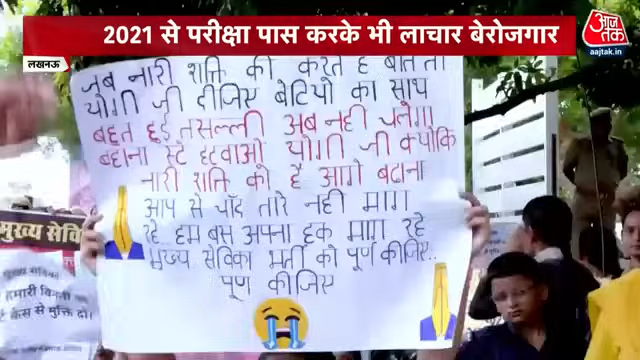 2021 से परीक्षा पास करके भी लाचार बेरोजगार
आज तक
aajtak.in
लखनऊ
जब नारी शक्ति की करते है बात तो
योगी जी दीजिए बेटियों का साथ
बहुत हुई तसल्ली अब नही चलेगा
बहाना स्टे हटवाओ योगी जी क्योकि
नारी शक्ति को है आगे बढाना
आप से चाँद तारे नही माग
रहे हम बस अपना हक माग रहे
मुख्य सेविका भर्ती को पूर्ण कीजिए..
पूर्ण कीजिए
मुख्य सेवि
हमारी विनती
केस से मुक्ति दो।